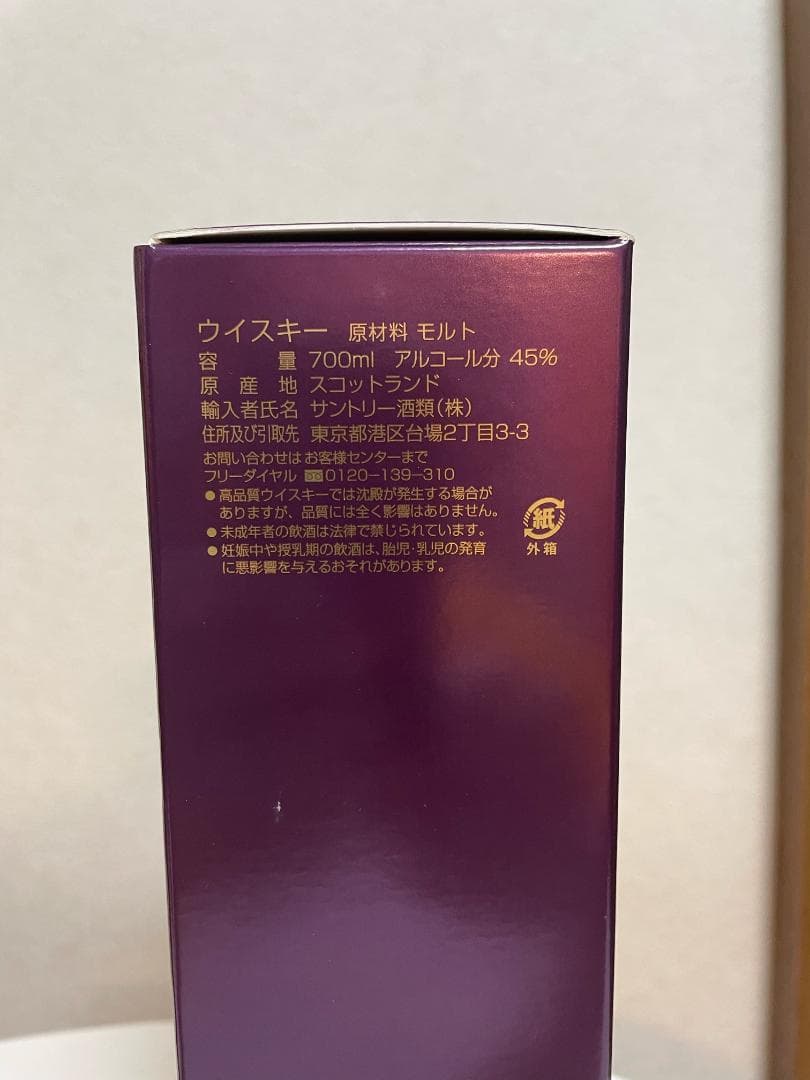 ウイスキー 原材料 モルト
容量 700ml アルコール分 45%
原産地 スコットランド
輸入者氏名 サントリー酒類(株)
住所及び引取先 東京都港区台場2丁目3-3
お問い合わせは お客様センターまで
フリーダイヤル 0120-139-310
●高品質ウイスキーでは沈殿が発生する場合が
ありますが、品質には全く影響はありません。
●未成年者の飲酒は法律で禁じられています。
●妊娠中や授乳期の飲酒は、胎児・乳児の発育
に悪影響を与えるおそれがあります。
紙
外箱